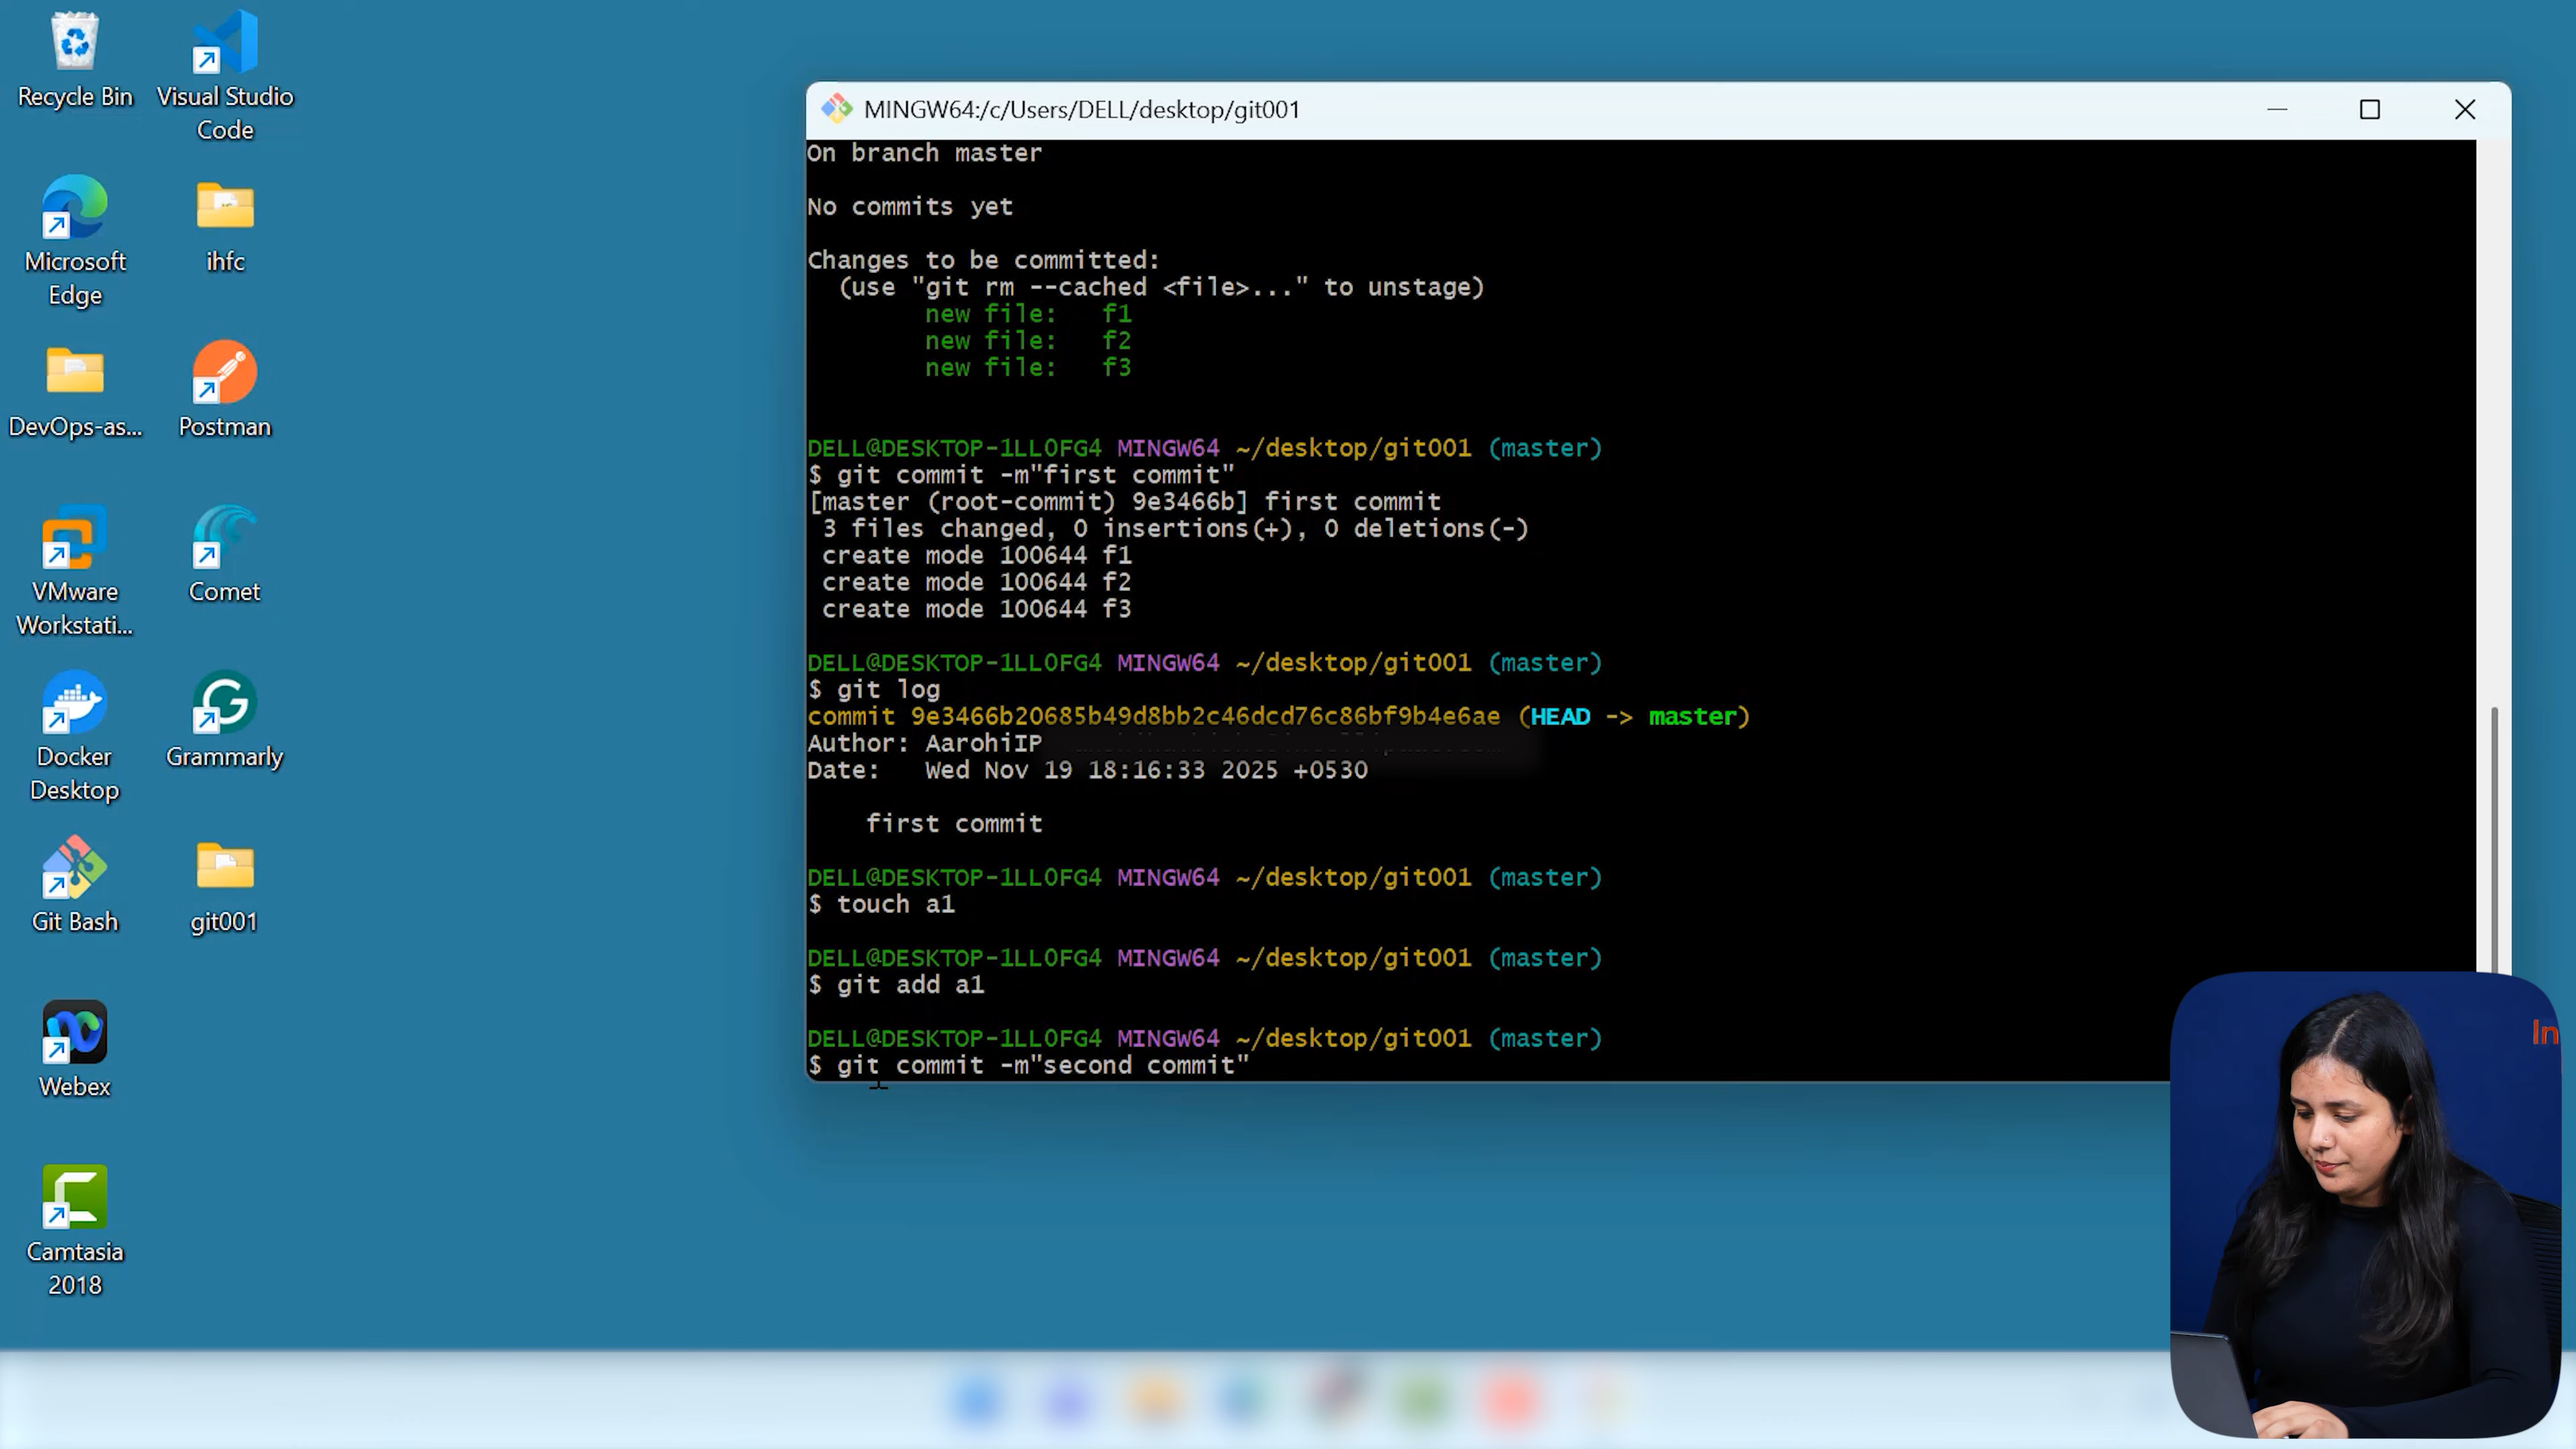 Recycle Bin
Visual Studio
Code
Microsoft
Edge
ihfc
DevOps-as...
Postman
VMware
Workstati...
Comet
Docker
Desktop
Grammarly
Git Bash
git001
Webex
Camtasia
2018
MINGW64:/c/Users/DELL/desktop/git001
On branch master
No commits yet
Changes to be committed:
(use "git rm --cached <file>..." to unstage)
new file: f1
new file: f2
new file: f3
DELL@DESKTOP-1LL0FG4 MINGW64 ~/desktop/git001 (master)
$ git commit -m"first commit"
[master (root-commit) 9e3466b] first commit
3 files changed, 0 insertions(+), 0 deletions(-)
create mode 100644 f1
create mode 100644 f2
create mode 100644 f3
DELL@DESKTOP-1LL0FG4 MINGW64 ~/desktop/git001 (master)
$ git log
commit 9e3466b20685b49d8bb2c46dcd76c86bf9b4e6ae (HEAD -> master)
Author: AarohiIP
Date: Wed Nov 19 18:16:33 2025 +0530
first commit
DELL@DESKTOP-1LL0FG4 MINGW64 ~/desktop/git001 (master)
$ touch a1
DELL@DESKTOP-1LL0FG4 MINGW64 ~/desktop/git001 (master)
$ git add a1
DELL@DESKTOP-1LL0FG4 MINGW64 ~/desktop/git001 (master)
$ git commit -m"second commit"
In